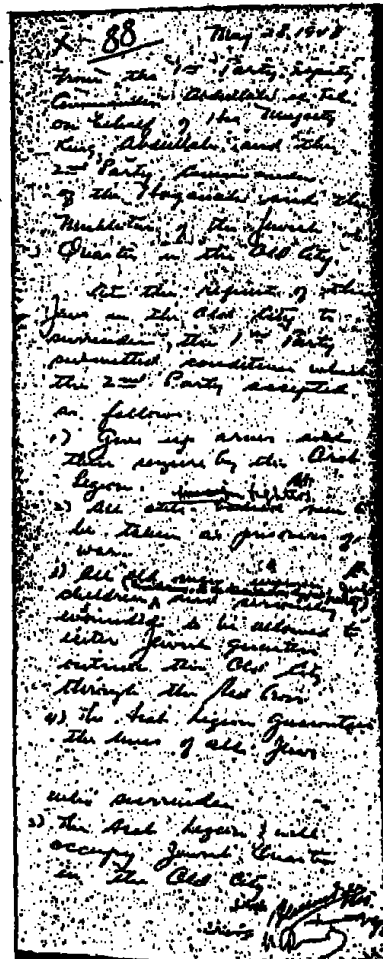 88. May 28, 1948
From the 1st Party deputy
Commander Abdullah el Tel
on behalf of His Majesty
King Abdullah and the
2nd Party, Commander
of the Haganah and the
Mukhtar of the Jewish
Quarter in the Old City.
At the request of the
Jews in the Old City to
surrender, the 1st Party
submitted conditions which
the 2nd Party accepted
as follows.
1) Give up arms and
their seizure by the Arab
Legion.
2) All men
be taken as prisoners of
war.
3) All
children, and seriously
wounded to be allowed to
enter Jewish Quarters
outside the Old City
through the Red Cross
4) The Arab Legion guarantees
the lives of all Jews
who surrender
5) The Arab Legion will
occupy Jewish Quarter
in the Old City